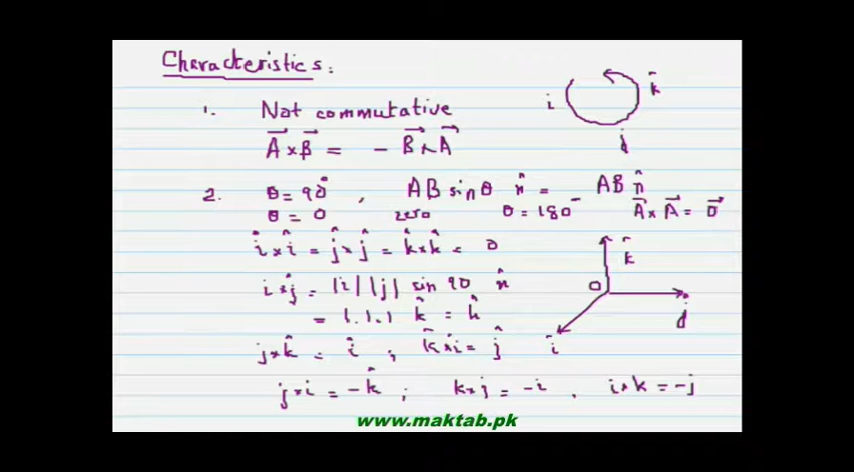 Characteristics:
1. Not commutative
A⃗ × B⃗ = - B⃗ × A⃗
2. θ = 90°, AB sin θ n̂ = AB n̂
θ = 0 zero θ = 180° A⃗ × A⃗ = 0⃗
î × î = ĵ × ĵ = k̂ × k̂ = 0
i × ĵ = |i| |j| sin 90 n̂
= 1.1.1 k̂ = k̂
j × k̂ = î ; k̂ × i = ĵ
j × i = - k̂ ; k × j = - i , i × k = - j
i k̂
j
k̂
O
j
i
www.maktab.pk